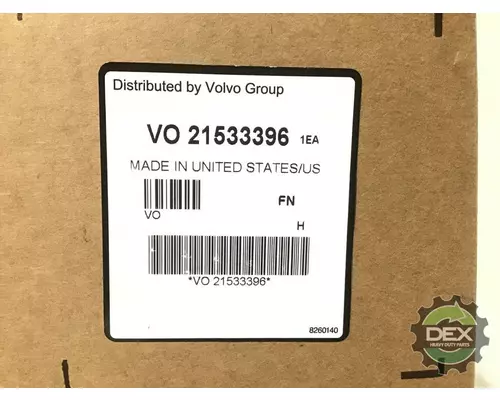 Distributed by Volvo Group
VO 21533396 1EA
MADE IN UNITED STATES/US
VO
FN
H
*VO 21533396*
8260140
DEX
HEAVY DUTY PARTS